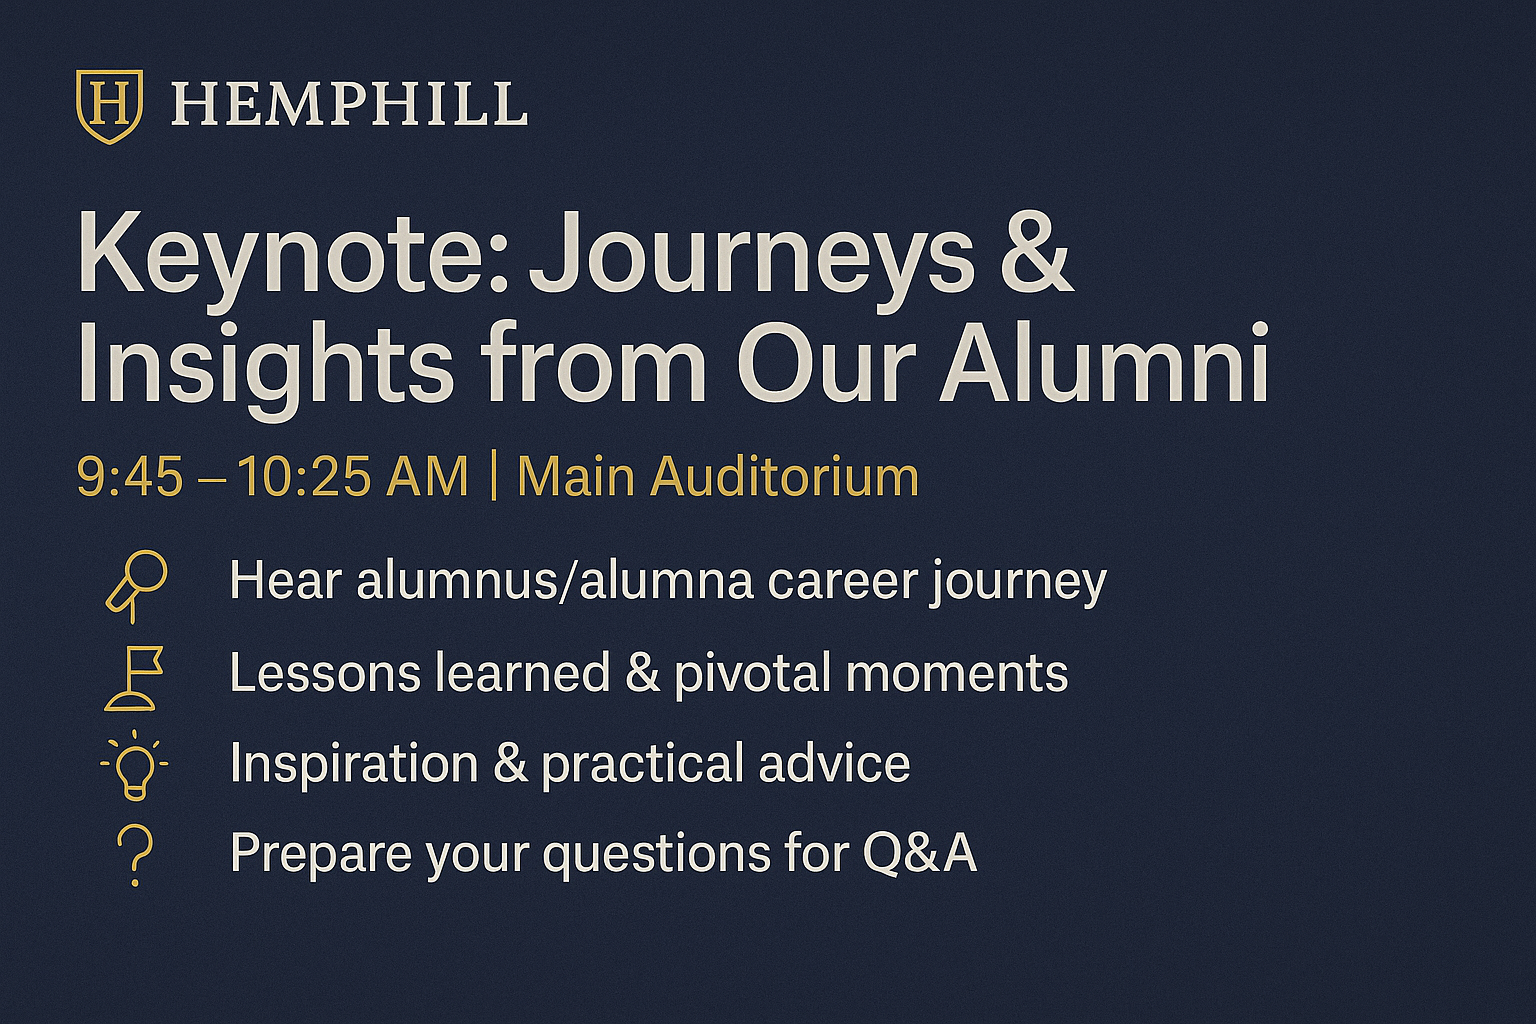 H HEMPHILL
Keynote: Journeys &
Insights from Our Alumni
9:45 – 10:25 AM | Main Auditorium
Hear alumnus/alumna career journey
Lessons learned & pivotal moments
Inspiration & practical advice
? Prepare your questions for Q&A